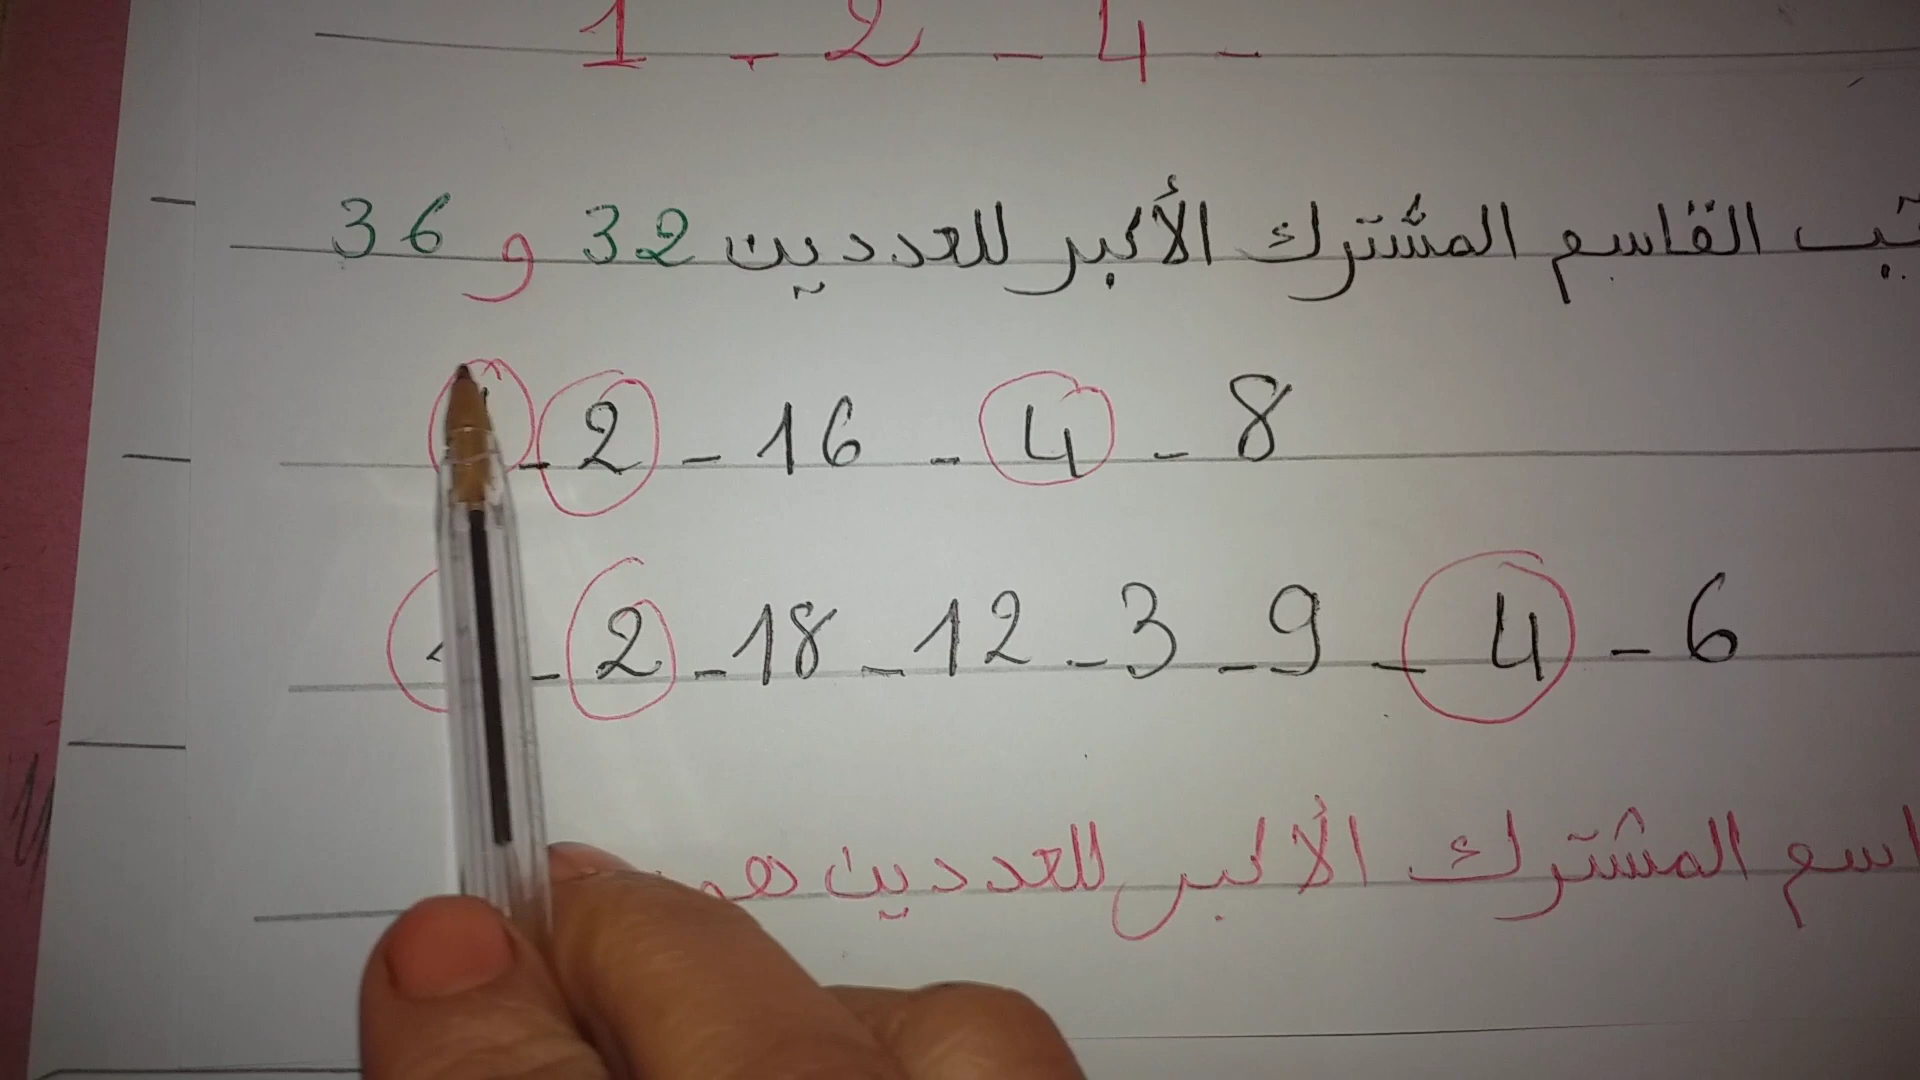 1 - 2 - 4 -
القاسم المشترك الأكبر للعددين 32 و 36
- 2 - 16 - 4 - 8
- 2 - 18 - 12 - 3 - 9 - 4 - 6
المشترك الأكبر للعددين